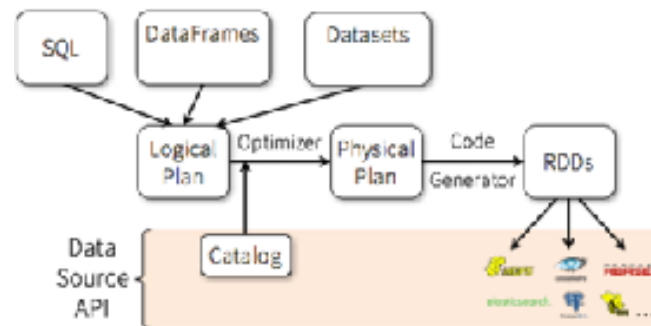 SQL
DataFrames
Datasets
Logical
Plan
Optimizer
Physical
Plan
Code
Generator
RDDs
Data
Source
API
Catalog
elasticsearch
...